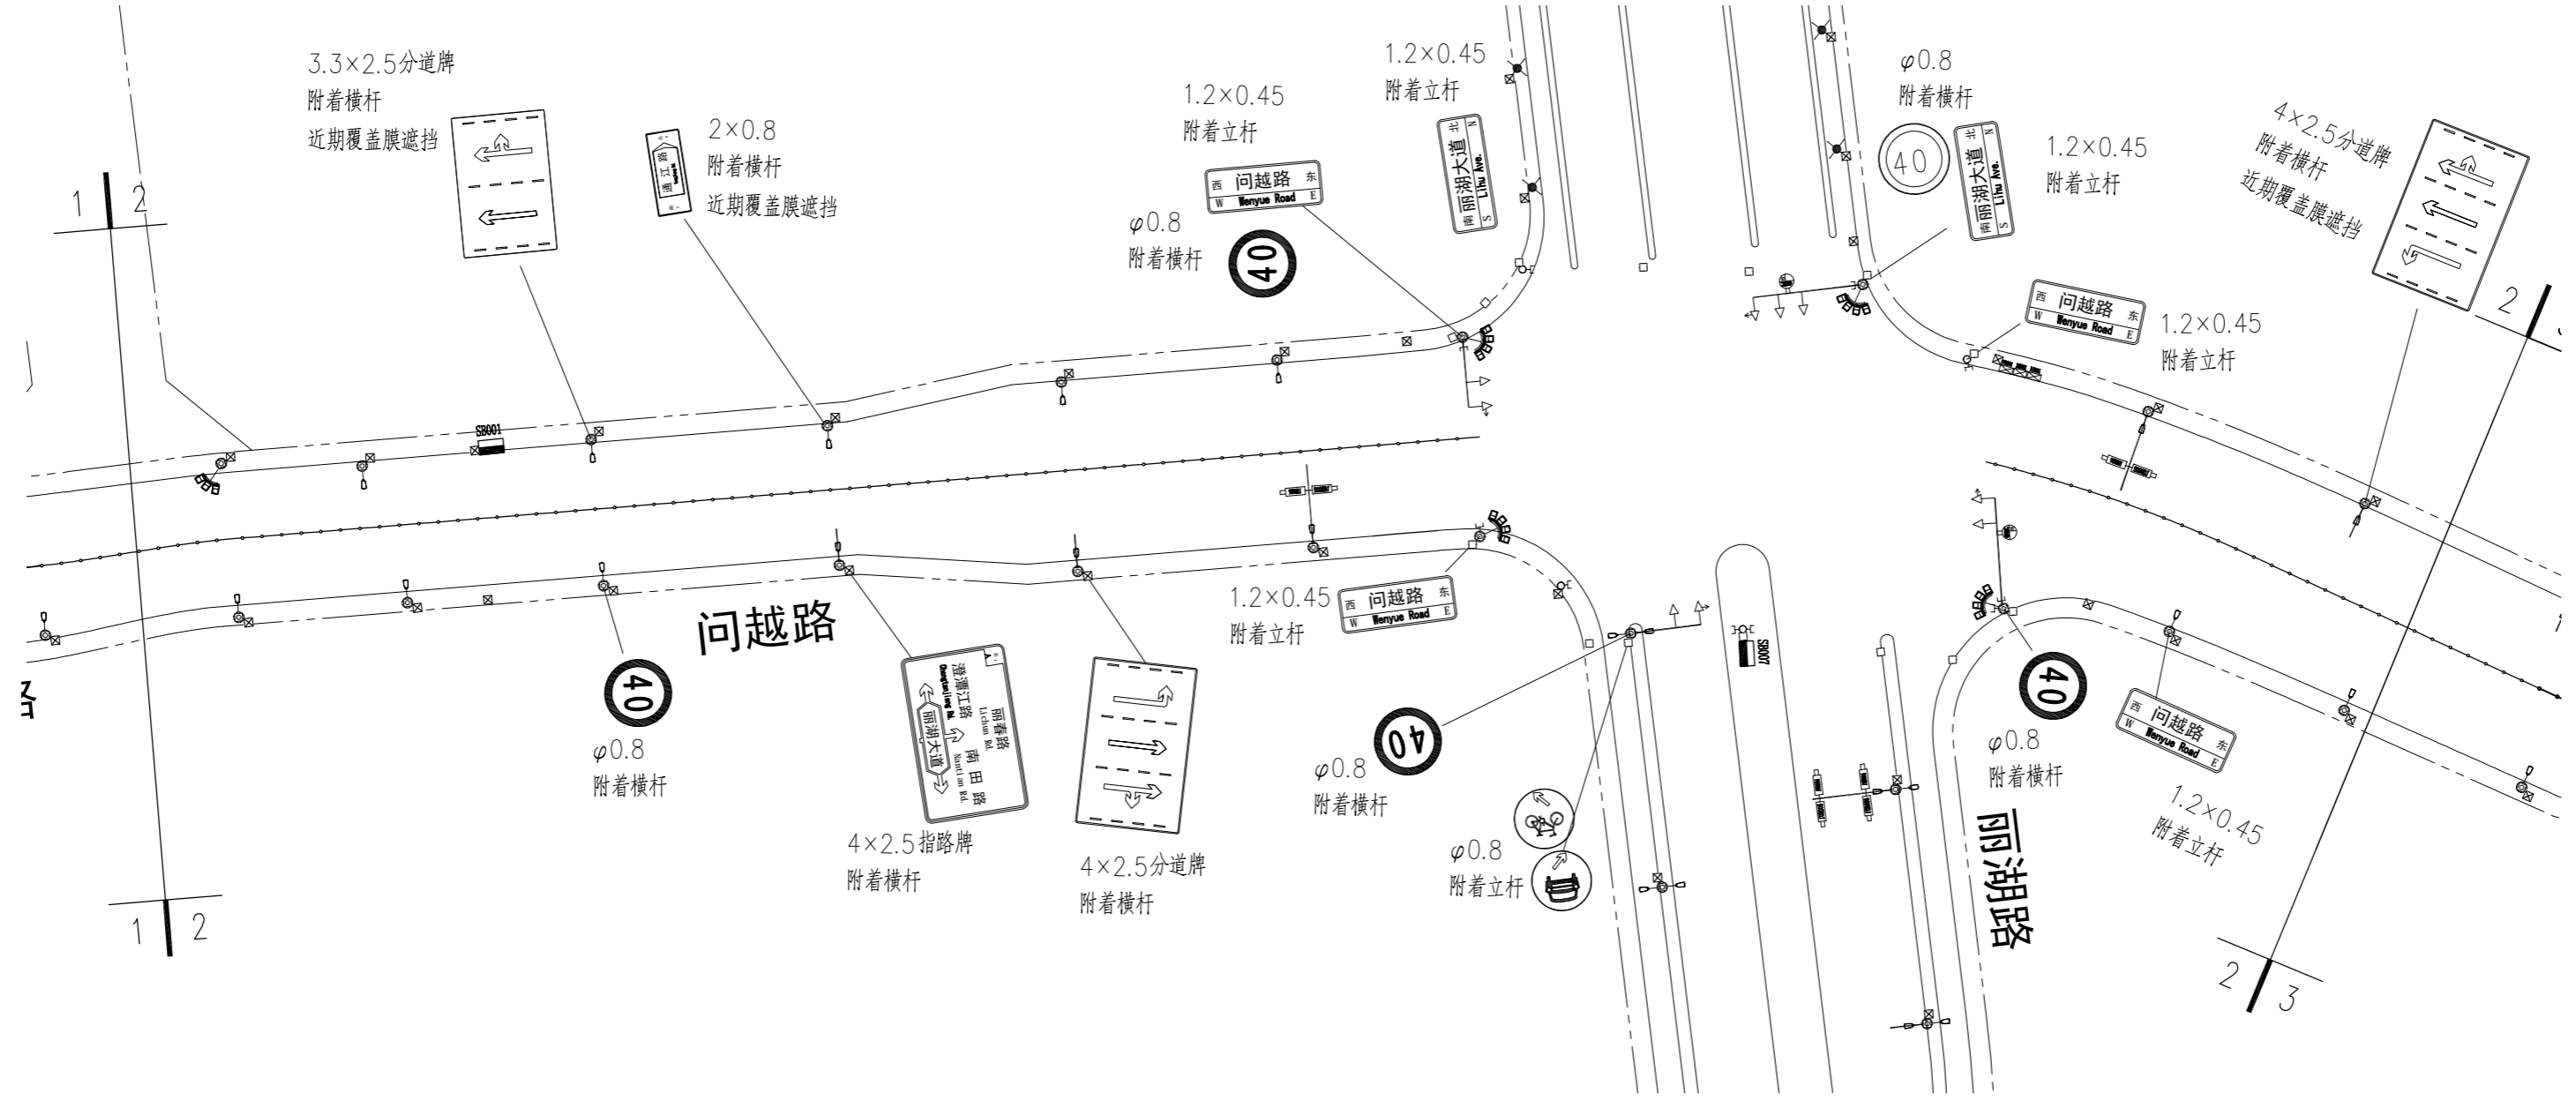 3.3×2.5分道牌
附着横杆
近期覆盖膜遮挡
2×0.8
附着横杆
近期覆盖膜遮挡
通江路
1.2×0.45
附着立杆
1.2×0.45
附着立杆
西 问越路 东
W Wenyue Road E
φ0.8
附着横杆
40
南 丽湖大道 北
S Lihu Ave. N
φ0.8
附着横杆
40
南 丽湖大道 北
S Lihu Ave. N
1.2×0.45
附着立杆
4×2.5分道牌
附着横杆
近期覆盖膜遮挡
西 问越路 东
W Wenyue Road E
1.2×0.45
附着立杆
1 2
2
SB001
路
问越路
40
φ0.8
附着横杆
澄潭江路
Chengtanjiang Rd.
丽湖大道
丽春路
Lichun Rd.
南田路
Nantian Rd.
4×2.5指路牌
附着横杆
4×2.5分道牌
附着横杆
1.2×0.45
附着立杆
西 问越路 东
W Wenyue Road E
40
φ0.8
附着横杆
φ0.8
附着立杆
SB007
40
φ0.8
附着横杆
西 问越路 东
W Wenyue Road E
1.2×0.45
附着立杆
丽湖路
1 2
2 3